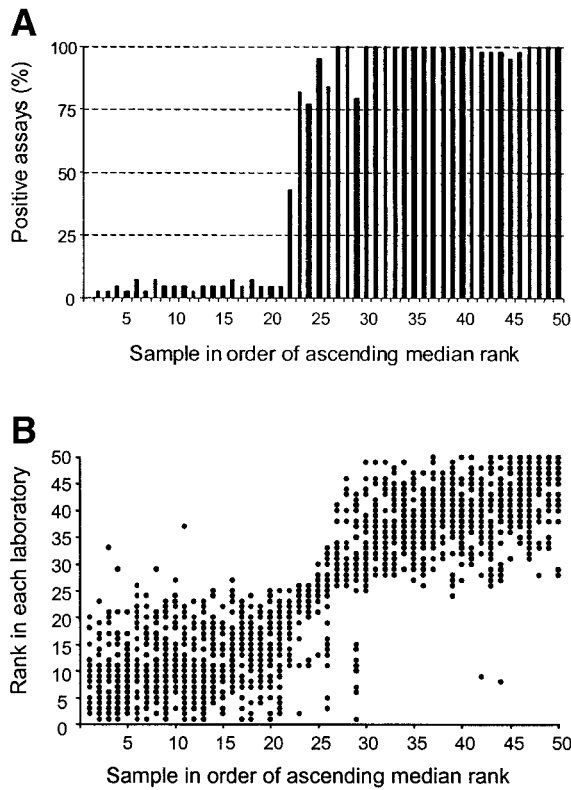 A
Positive assays (%)
100
75
50
25
0
5 10 15 20 25 30 35 40 45 50
Sample in order of ascending median rank
B
Rank in each laboratory
50
45
40
35
30
25
20
15
10
5
0
5 10 15 20 25 30 35 40 45 50
Sample in order of ascending median rank